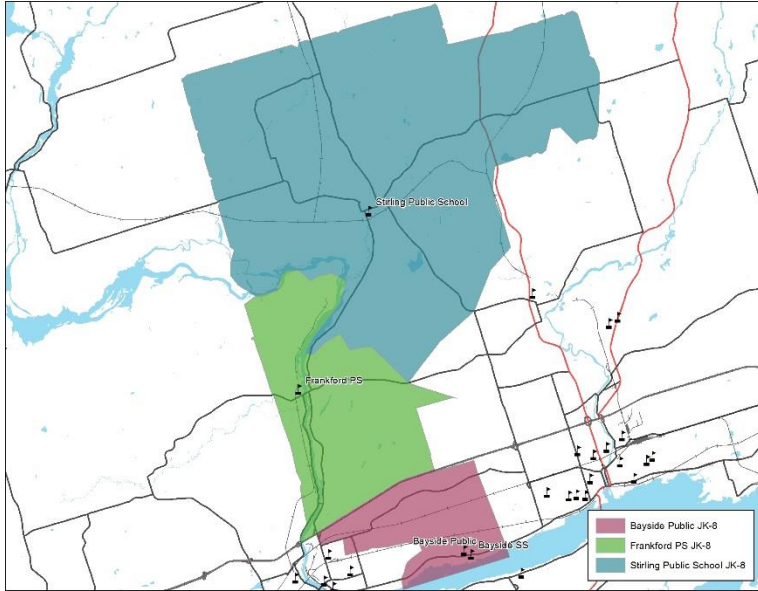 Stirling Public School
Frankford PS
Bayside Public
Bayside SS
Bayside Public JK-8
Frankford PS JK-8
Stirling Public School JK-8